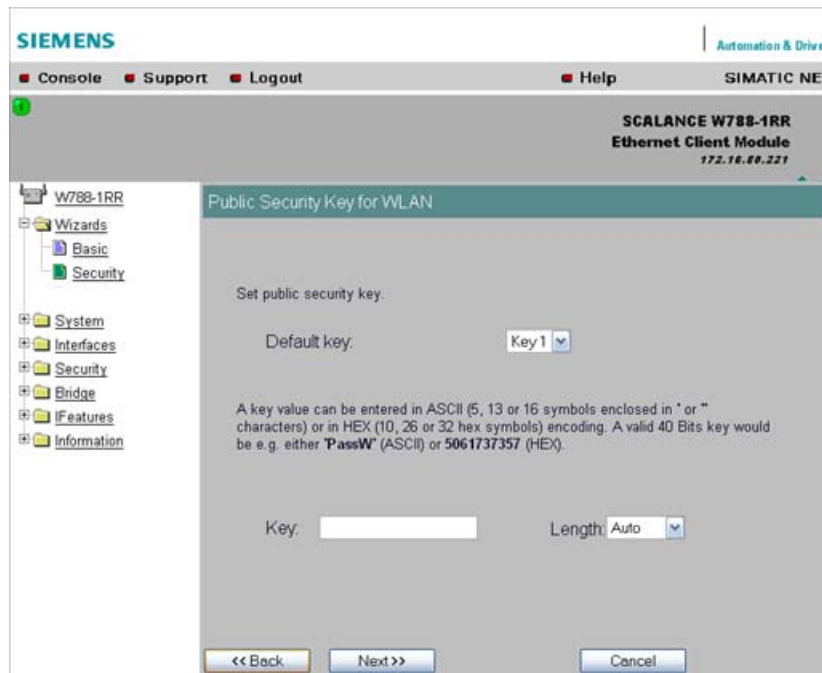 SIEMENS
Automation & Drive
Console Support Logout Help SIMATIC NE
SCALANCE W788-1RR
Ethernet Client Module
172.16.60.221
W788-1RR
Wizards
Basic
Security
System
Interfaces
Security
Bridge
IFeatures
Information
Public Security Key for WLAN
Set public security key.
Default key: Key 1
A key value can be entered in ASCII (5, 13 or 16 symbols enclosed in ' or "
characters) or in HEX (10, 26 or 32 hex symbols) encoding. A valid 40 Bits key would
be e.g. either 'PassW' (ASCII) or 5061737357 (HEX).
Key: Length: Auto
<< Back Next >> Cancel